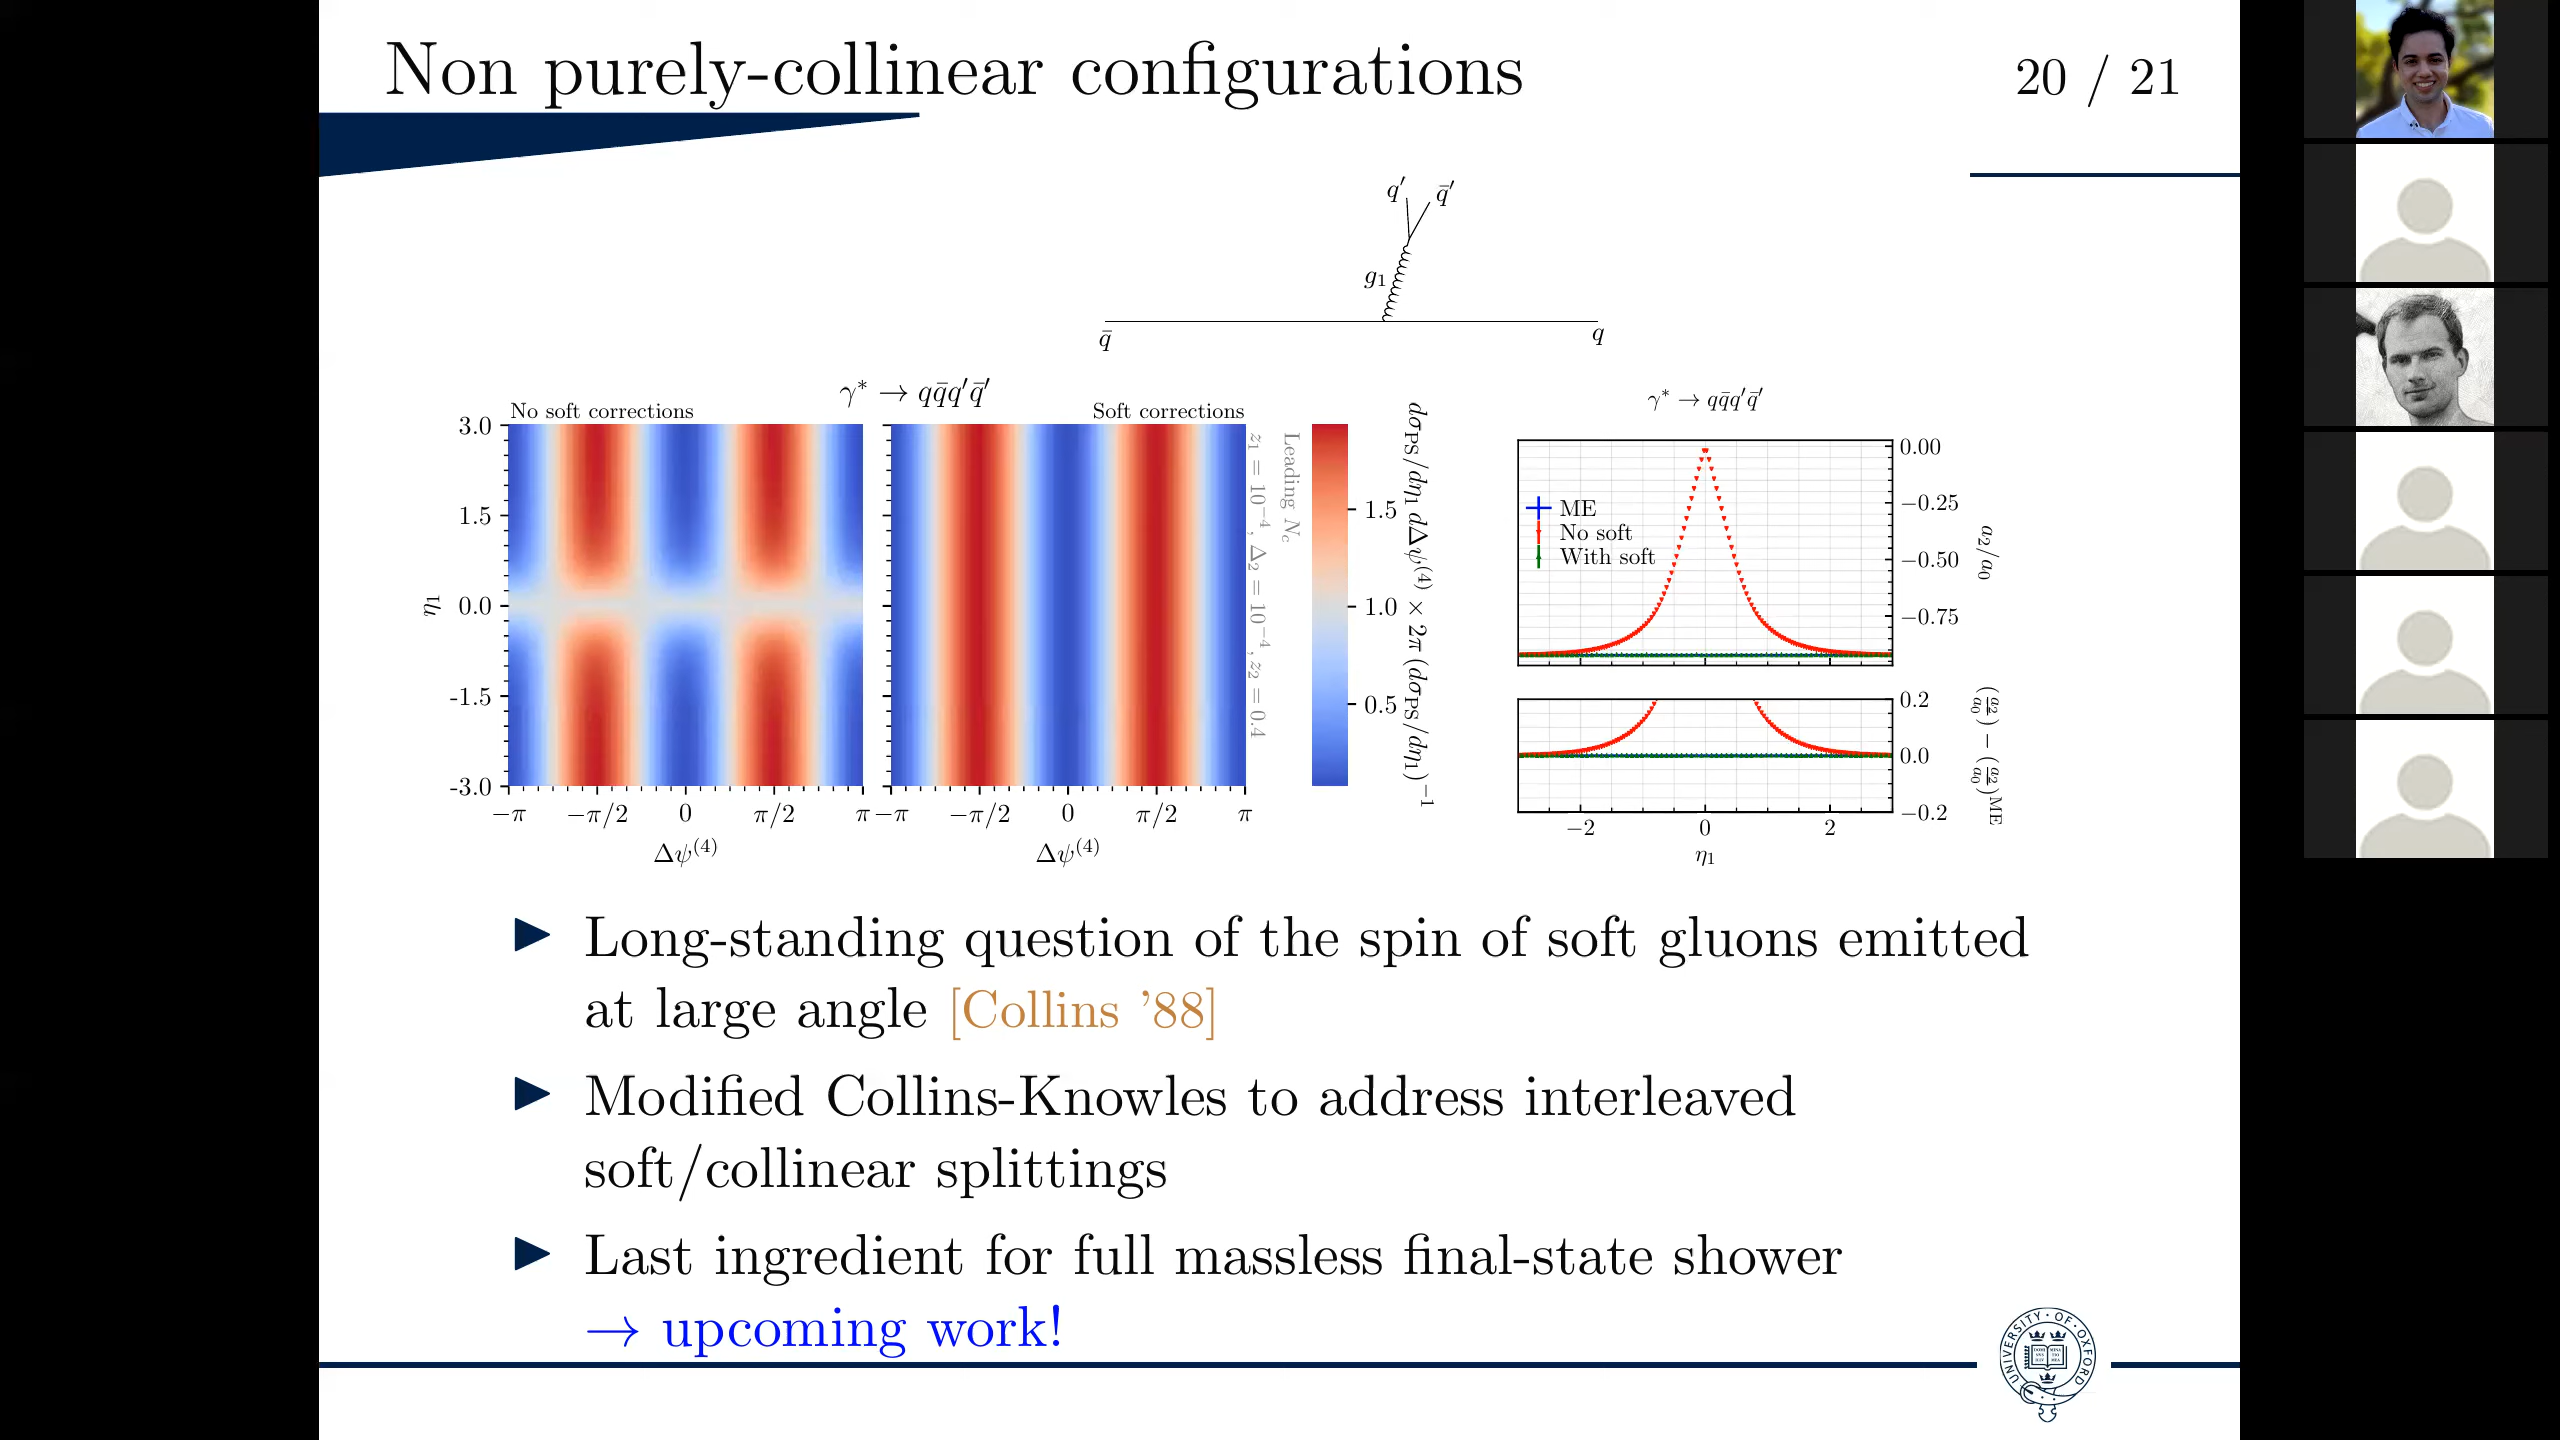 Non purely-collinear configurations
20 / 21
q′ q̄′
g₁
q̄ q
γ* → qq̄q′q̄′
No soft corrections
Soft corrections
η₁
3.0
1.5
0.0
-1.5
-3.0
−π −π/2 0 π/2 π
Δψ⁽⁴⁾
−π −π/2 0 π/2 π
Δψ⁽⁴⁾
z₁ = 10⁻⁴, Δ₂ = 10⁻⁴, z₂ = 0.4
Leading N_c
1.5
1.0
0.5
dσ_PS/dη₁ dΔψ⁽⁴⁾ × 2π (dσ_PS/dη₁)⁻¹
γ* → qq̄q′q̄′
ME
No soft
With soft
0.00
−0.25
−0.50
−0.75
a₂/a₀
0.2
0.0
−0.2
(a₂/a₀) − (a₂/a₀)^ME
−2 0 2
η₁
▶ Long-standing question of the spin of soft gluons emitted
at large angle [Collins ’88]
▶ Modified Collins-Knowles to address interleaved
soft/collinear splittings
▶ Last ingredient for full massless final-state shower
→ upcoming work!
UNIVERSITY · OF · OXFORD